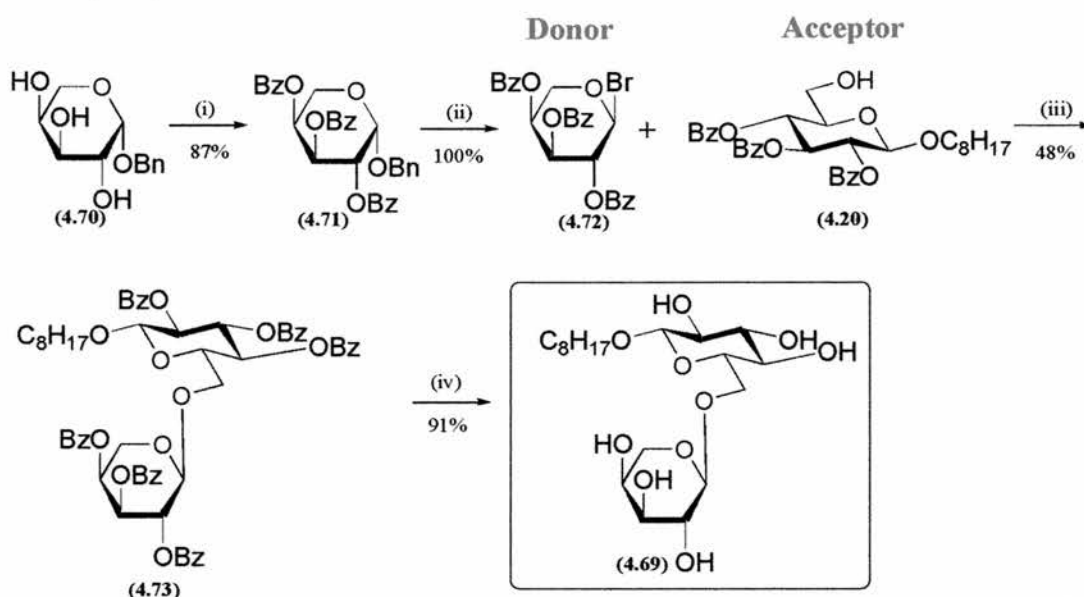 Donor
Acceptor
HO
O
OH
OBn
OH
(4.70)
(i)
87%
BzO
O
OBz
OBn
OBz
(4.71)
(ii)
100%
BzO
O
Br
OBz
OBz
(4.72)
+
OH
O
BzO
BzO
BzO
OC8H17
(4.20)
(iii)
48%
BzO
C8H17O
O
OBz
OBz
O
BzO
O
OBz
OBz
(4.73)
(iv)
91%
HO
C8H17O
O
OH
OH
O
HO
O
OH
OH
(4.69)